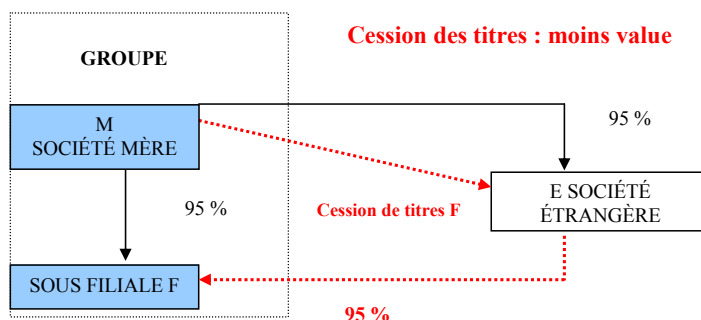 Cession des titres : moins value
GROUPE
M
SOCIÉTÉ MÈRE
95 %
E SOCIÉTÉ
ÉTRANGÈRE
95 %
Cession de titres F
SOUS FILIALE F
95 %